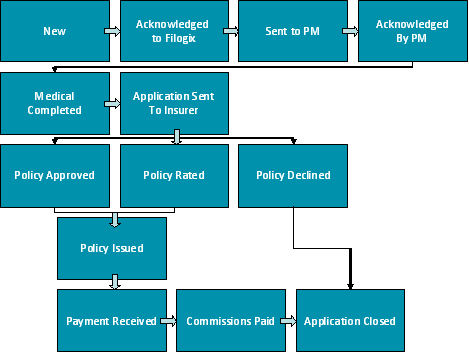 New
Acknowledged
to Filogix
Sent to PM
Acknowledged
By PM
Medical
Completed
Application Sent
To Insurer
Policy Approved
Policy Rated
Policy Declined
Policy Issued
Payment Received
Commissions Paid
Application Closed